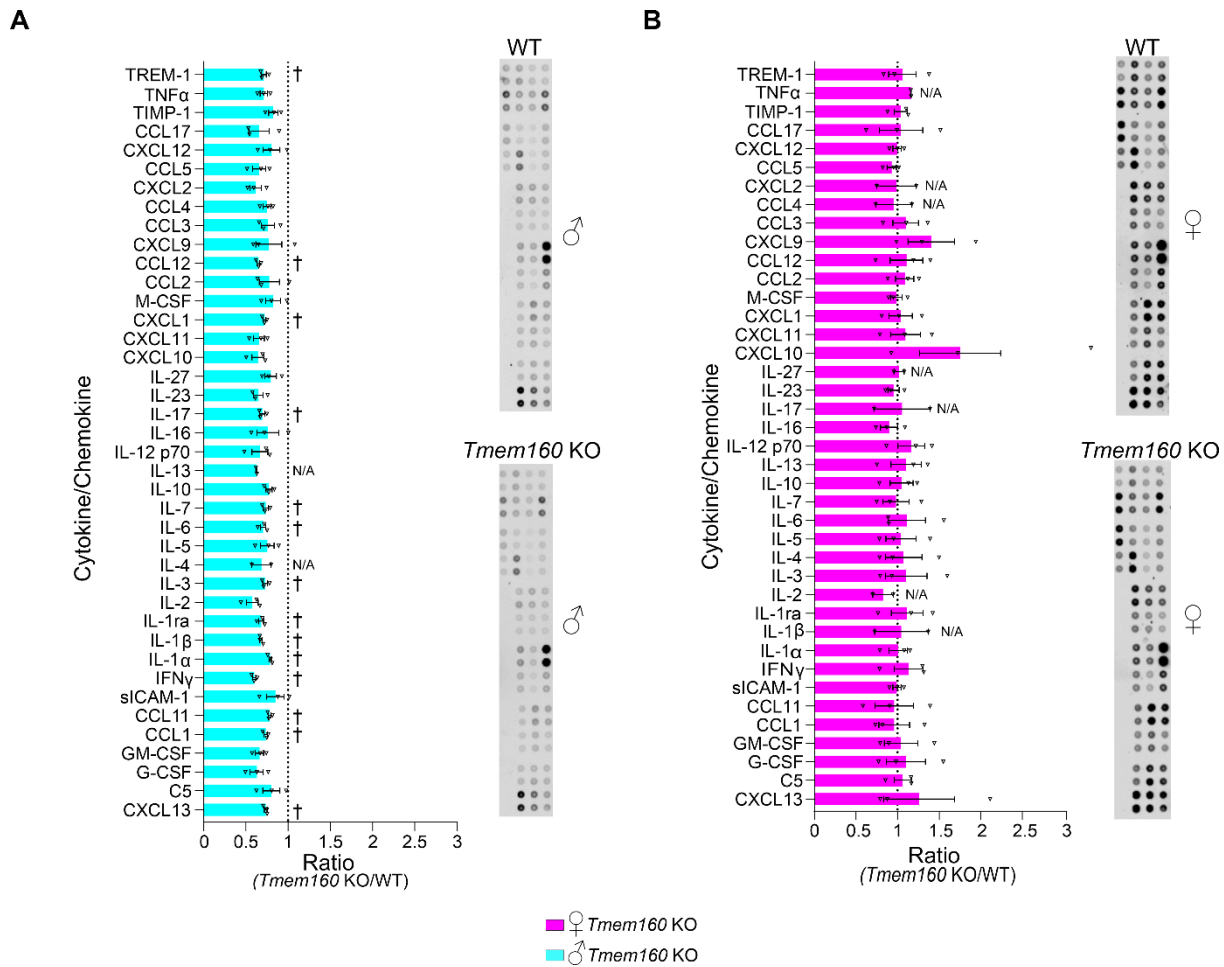 A
WT
TREM-1 †
TNFα
TIMP-1
CCL17
CXCL12
CCL5
CXCL2
CCL4
CCL3
CXCL9
CCL12 †
CCL2
M-CSF
CXCL1 †
CXCL11
CXCL10
IL-27
IL-23
IL-17 †
IL-16
IL-12 p70
IL-13 N/A
IL-10
IL-7 †
IL-6 †
IL-5
IL-4 N/A
IL-3 †
IL-2
IL-1ra †
IL-1β †
IL-1α †
IFNγ †
sICAM-1
CCL11 †
CCL1 †
GM-CSF
G-CSF
C5
CXCL13 †
Cytokine/Chemokine
0 0.5 1 1.5 2 2.5 3
Ratio
(Tmem160 KO/WT)
♂
Tmem160 KO
♂
B
WT
TREM-1
TNFα N/A
TIMP-1
CCL17
CXCL12
CCL5
CXCL2 N/A
CCL4 N/A
CCL3
CXCL9
CCL12
CCL2
M-CSF
CXCL1
CXCL11
CXCL10
IL-27 N/A
IL-23
IL-17 N/A
IL-16
IL-12 p70
IL-13
IL-10
IL-7
IL-6
IL-5
IL-4
IL-3
IL-2 N/A
IL-1ra
IL-1β N/A
IL-1α
IFNγ
sICAM-1
CCL11
CCL1
GM-CSF
G-CSF
C5
CXCL13
Cytokine/Chemokine
0 0.5 1 1.5 2 2.5 3
Ratio
(Tmem160 KO/WT)
♀
Tmem160 KO
♀
♀ Tmem160 KO
♂ Tmem160 KO